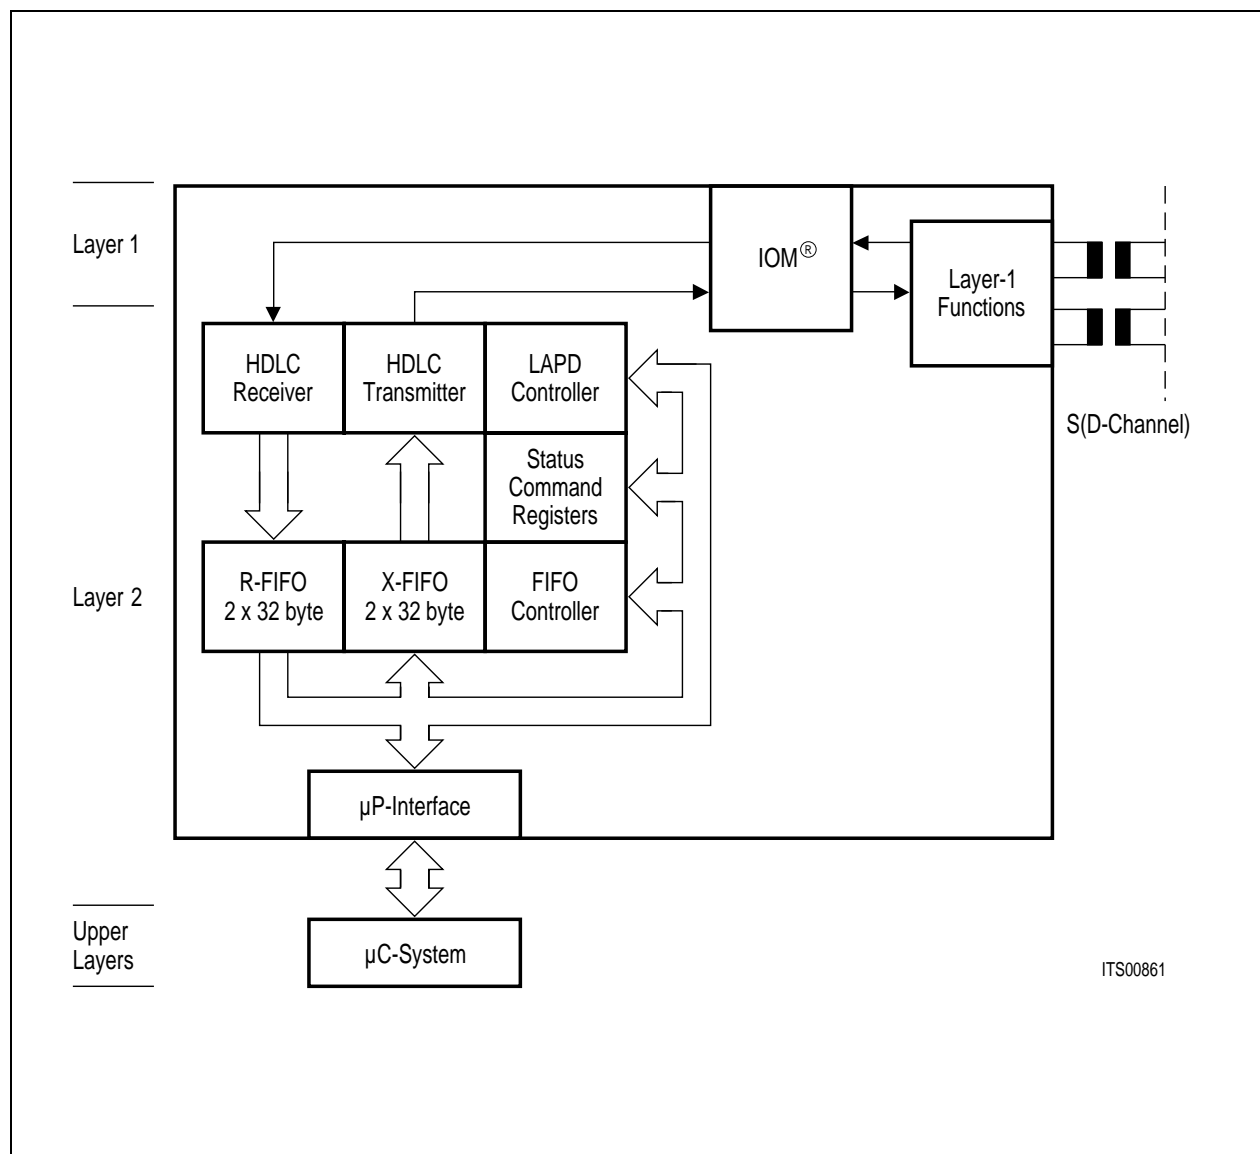 Layer 1
IOM®
Layer-1
Functions
HDLC
Receiver
HDLC
Transmitter
LAPD
Controller
S(D-Channel)
Status
Command
Registers
Layer 2
R-FIFO
2 x 32 byte
X-FIFO
2 x 32 byte
FIFO
Controller
µP-Interface
Upper
Layers
µC-System
ITS00861